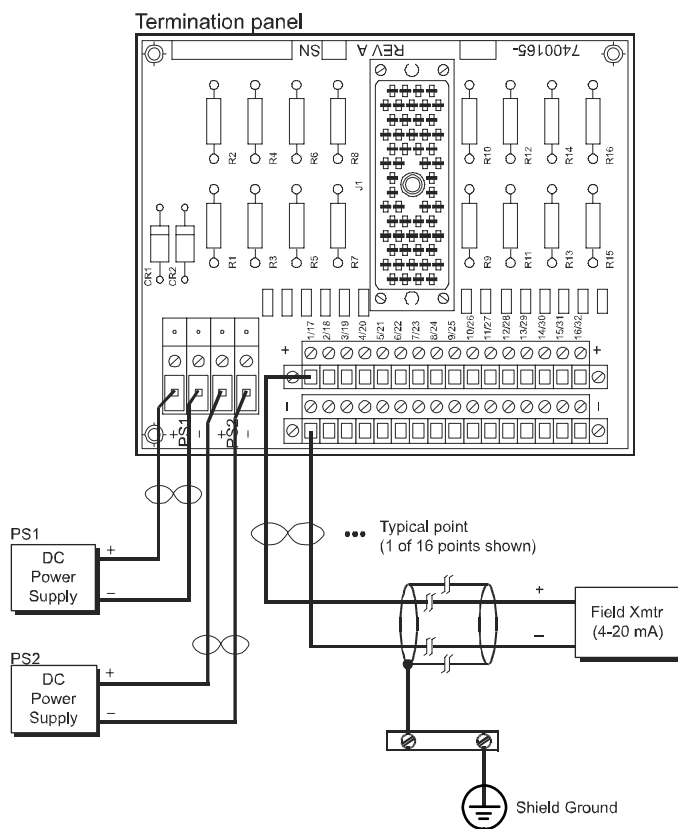 Termination panel
SN
REV A
7400165-
R2
R4
R6
R8
R10
R12
R14
R16
J1
CR1
CR2
R1
R3
R5
R7
R9
R11
R13
R15
1/17
2/18
3/19
4/20
5/21
6/22
7/23
8/24
9/25
10/26
11/27
12/28
13/29
14/30
15/31
16/32
+ +
– –
+
PS1
–
+
PS2
–
PS1
DC
Power
Supply
+
–
••• Typical point
(1 of 16 points shown)
PS2
DC
Power
Supply
+
–
+
–
Field Xmtr
(4-20 mA)
Shield Ground